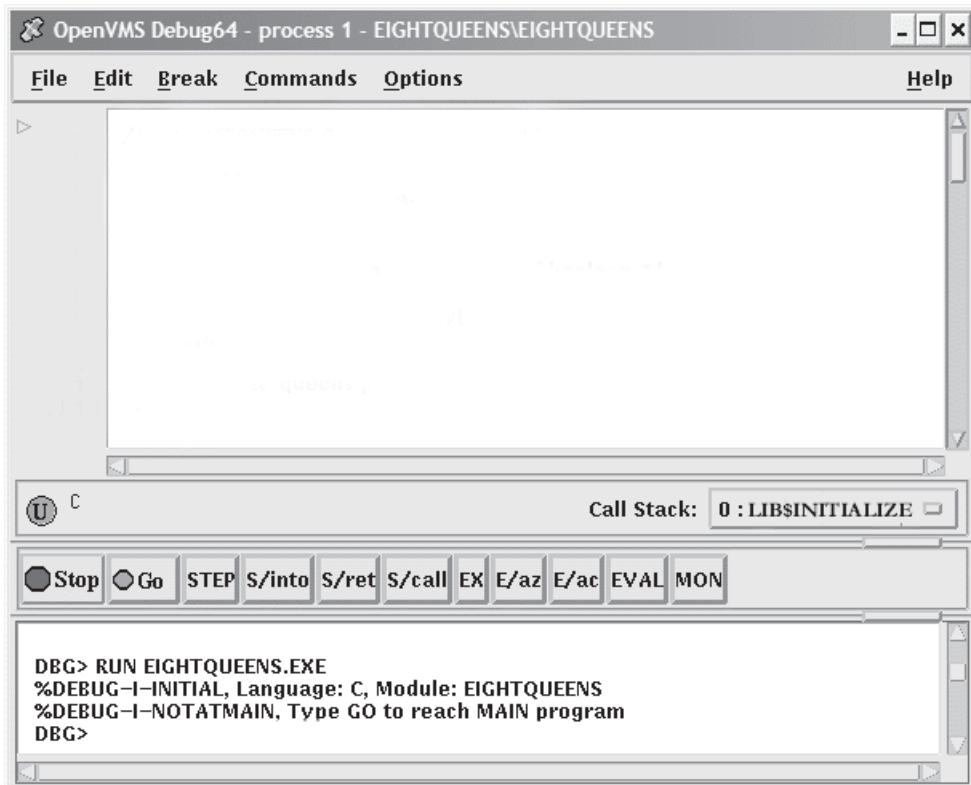 OpenVMS Debug64 - process 1 - EIGHTQUEENS\EIGHTQUEENS
File Edit Break Commands Options Help
U C Call Stack: 0 : LIB$INITIALIZE
Stop Go STEP S/into S/ret S/call EX E/az E/ac EVAL MON
DBG> RUN EIGHTQUEENS.EXE
%DEBUG-I-INITIAL, Language: C, Module: EIGHTQUEENS
%DEBUG-I-NOTATMAIN, Type GO to reach MAIN program
DBG>